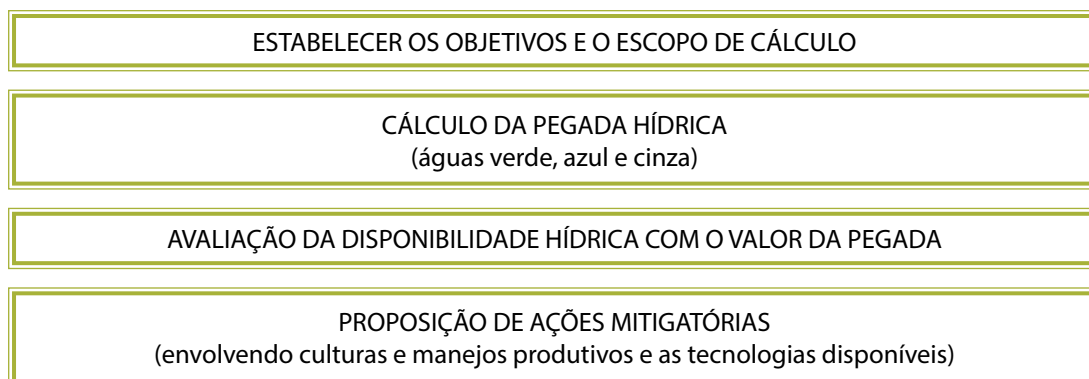 ESTABELECER OS OBJETIVOS E O ESCOPO DE CÁLCULO
CÁLCULO DA PEGADA HÍDRICA
(águas verde, azul e cinza)
AVALIAÇÃO DA DISPONIBILIDADE HÍDRICA COM O VALOR DA PEGADA
PROPOSIÇÃO DE AÇÕES MITIGATÓRIAS
(envolvendo culturas e manejos produtivos e as tecnologias disponíveis)